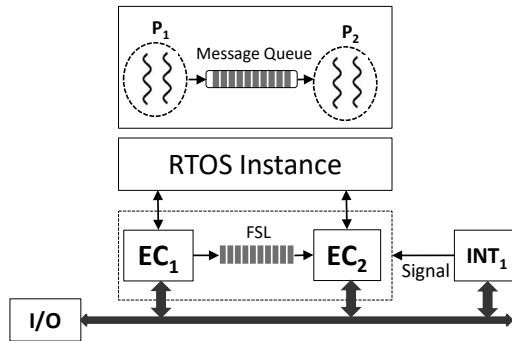 P₁
P₂
Message Queue
RTOS Instance
FSL
EC₁
EC₂
Signal
INT₁
I/O